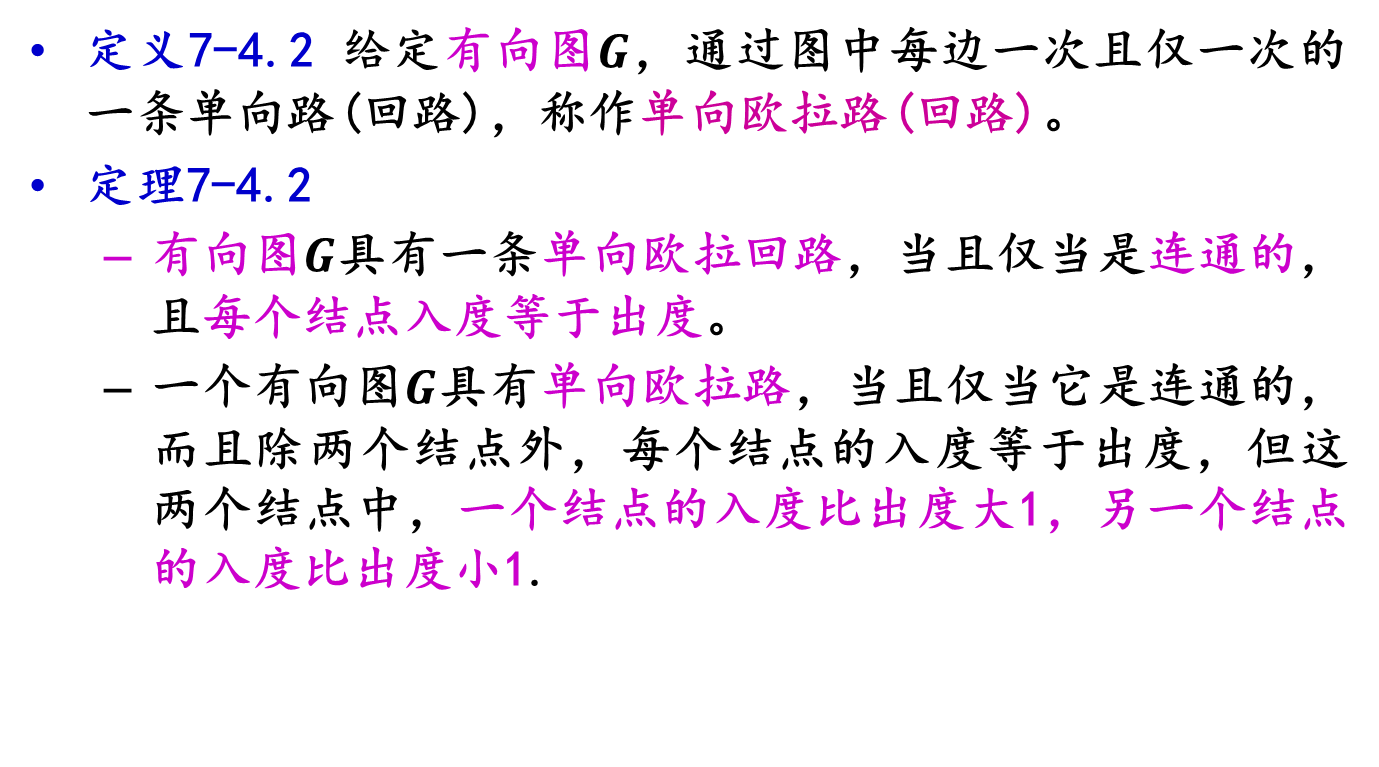 • 定义7-4.2 给定有向图G，通过图中每边一次且仅一次的
一条单向路(回路)，称作单向欧拉路(回路)。
• 定理7-4.2
– 有向图G具有一条单向欧拉回路，当且仅当是连通的，
且每个结点入度等于出度。
– 一个有向图G具有单向欧拉路，当且仅当它是连通的，
而且除两个结点外，每个结点的入度等于出度，但这
两个结点中，一个结点的入度比出度大1，另一个结点
的入度比出度小1.